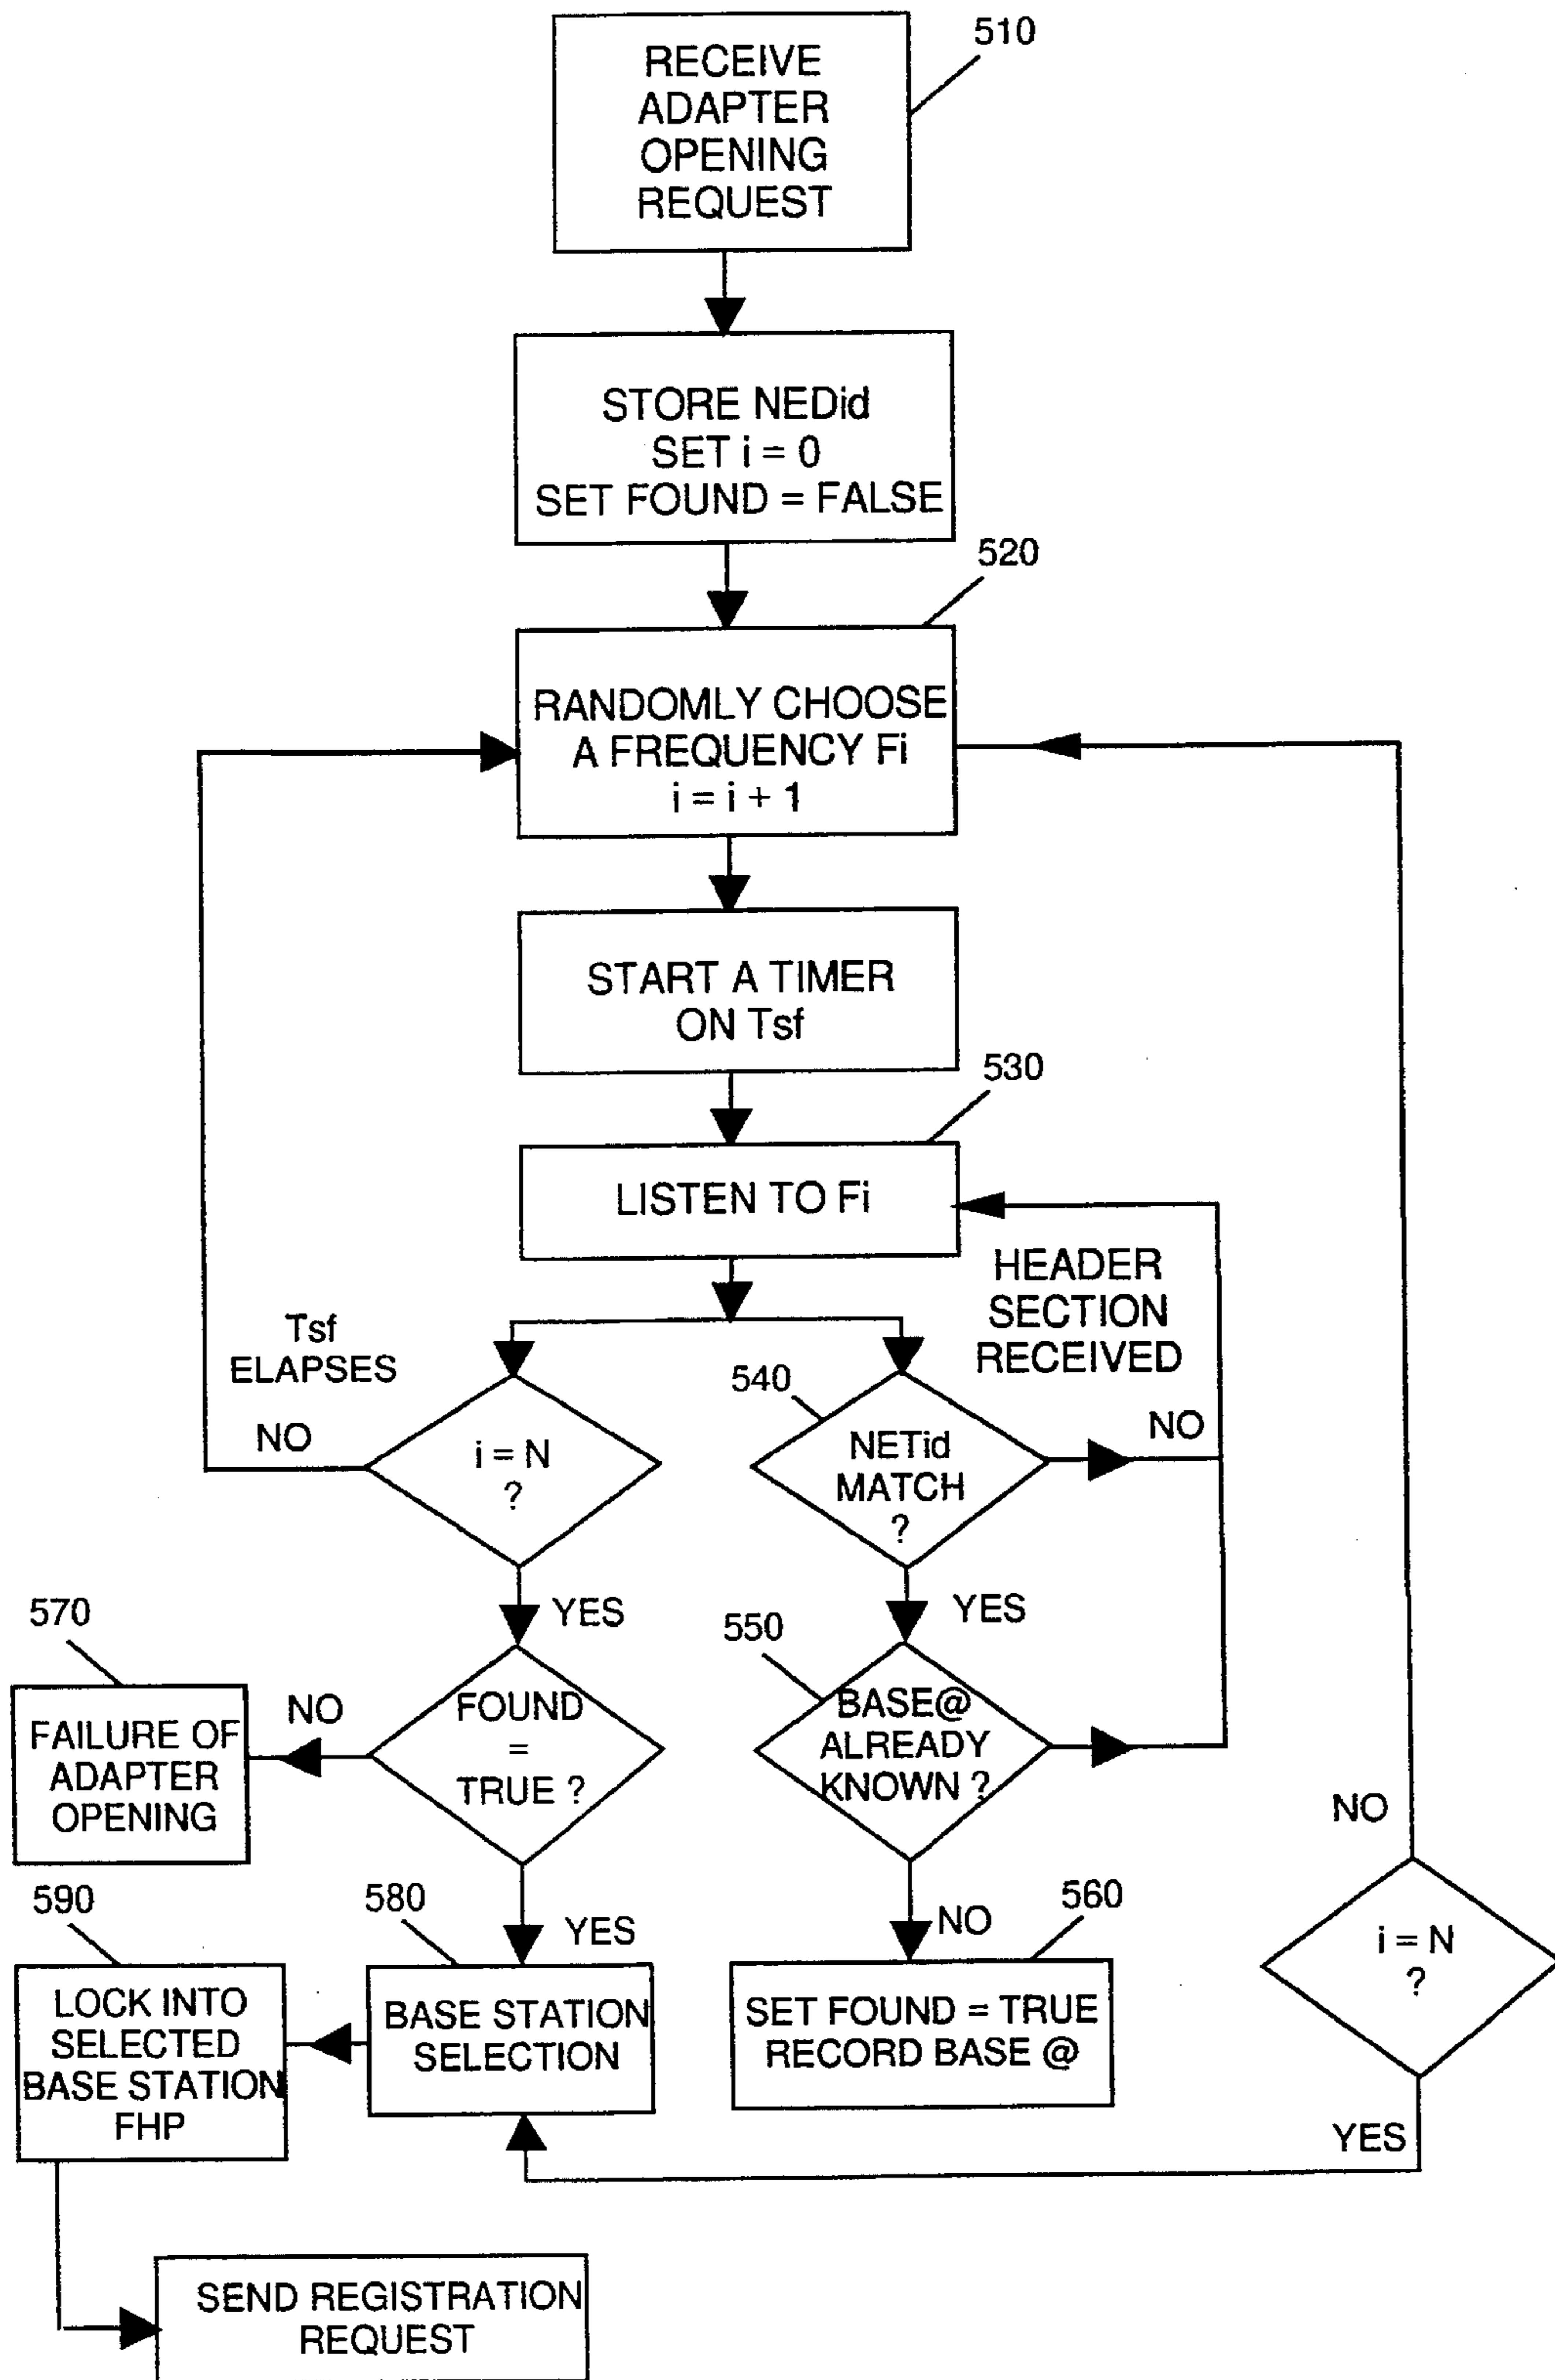 510
RECEIVE
ADAPTER
OPENING
REQUEST
STORE NEDid
SET i = 0
SET FOUND = FALSE
520
RANDOMLY CHOOSE
A FREQUENCY Fi
i = i + 1
START A TIMER
ON Tsf
530
LISTEN TO Fi
HEADER
SECTION
RECEIVED
Tsf
ELAPSES
540
NO
i = N
?
NETid
MATCH
?
NO
YES
YES
570
550
NO
FAILURE OF
ADAPTER
OPENING
FOUND
=
TRUE ?
BASE@
ALREADY
KNOWN ?
NO
590
580
YES
NO
560
i = N
?
LOCK INTO
SELECTED
BASE STATION
FHP
BASE STATION
SELECTION
SET FOUND = TRUE
RECORD BASE @
YES
SEND REGISTRATION
REQUEST